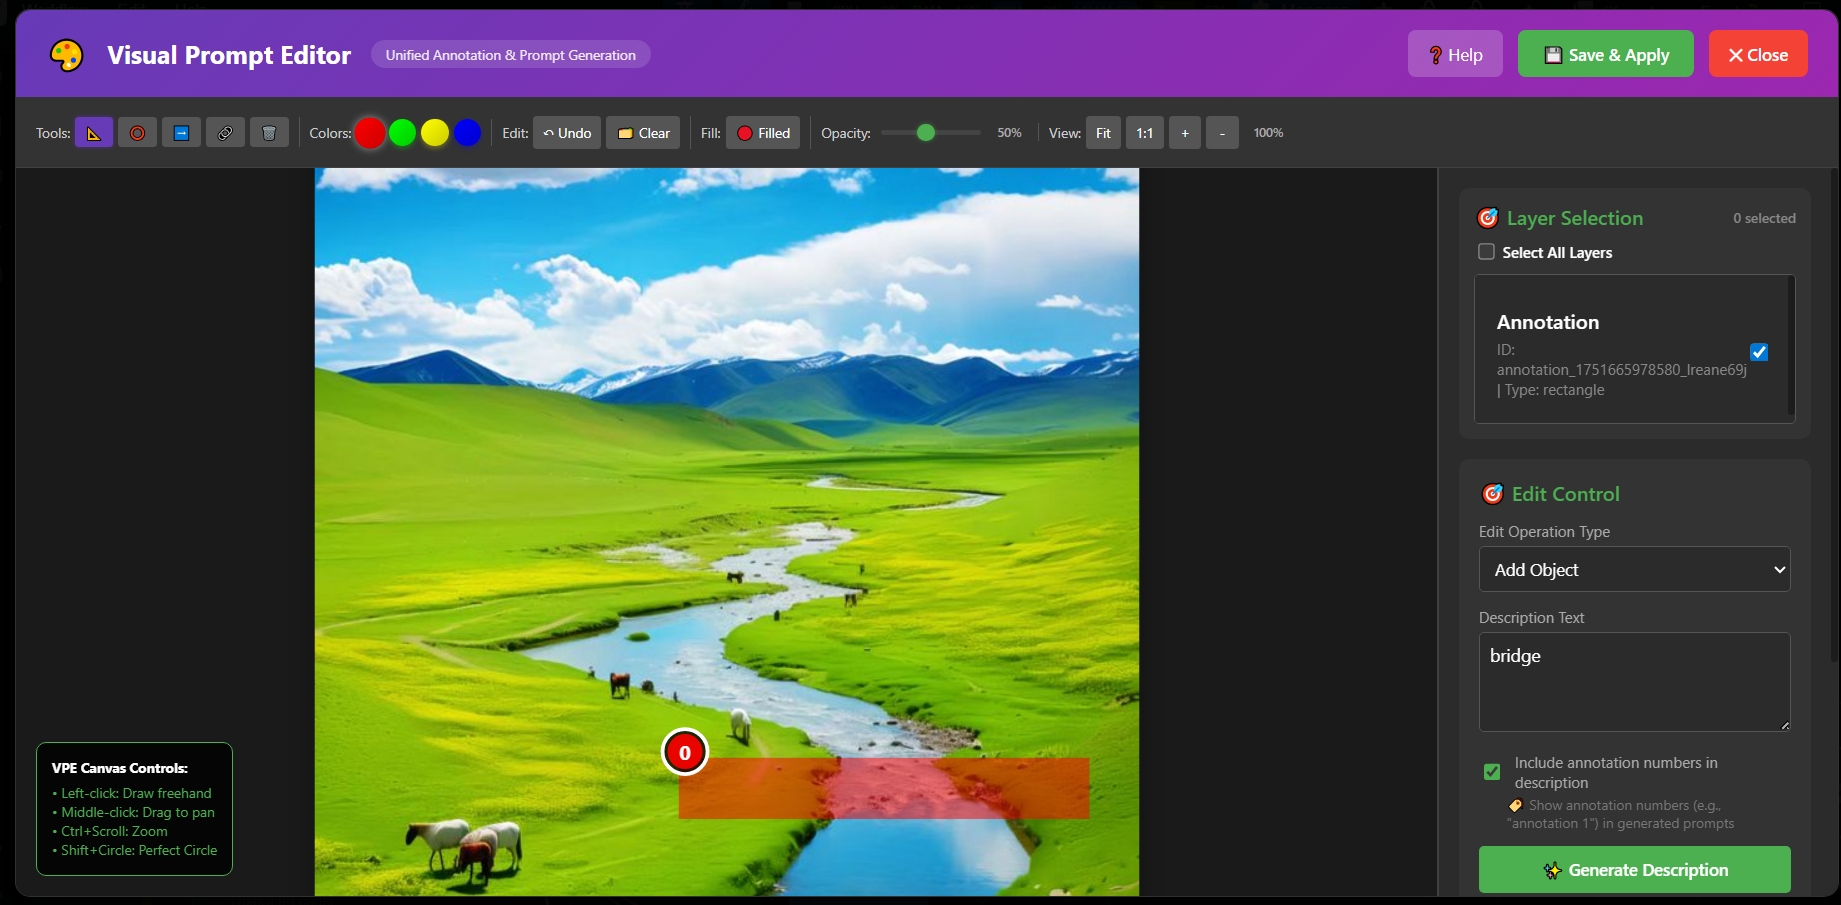 Visual Prompt Editor
Unified Annotation & Prompt Generation
Help
Save & Apply
Close
Tools:
Colors:
Edit:
Undo
Clear
Fill:
Filled
Opacity:
50%
View:
Fit
1:1
+
-
100%
Layer Selection
0 selected
Select All Layers
Annotation
ID:
annotation_1751665978580_lreane69j
| Type: rectangle
Edit Control
Edit Operation Type
Add Object
Description Text
bridge
Include annotation numbers in
description
Show annotation numbers (e.g.,
"annotation 1") in generated prompts
Generate Description
0
VPE Canvas Controls:
• Left-click: Draw freehand
• Middle-click: Drag to pan
• Ctrl+Scroll: Zoom
• Shift+Circle: Perfect Circle